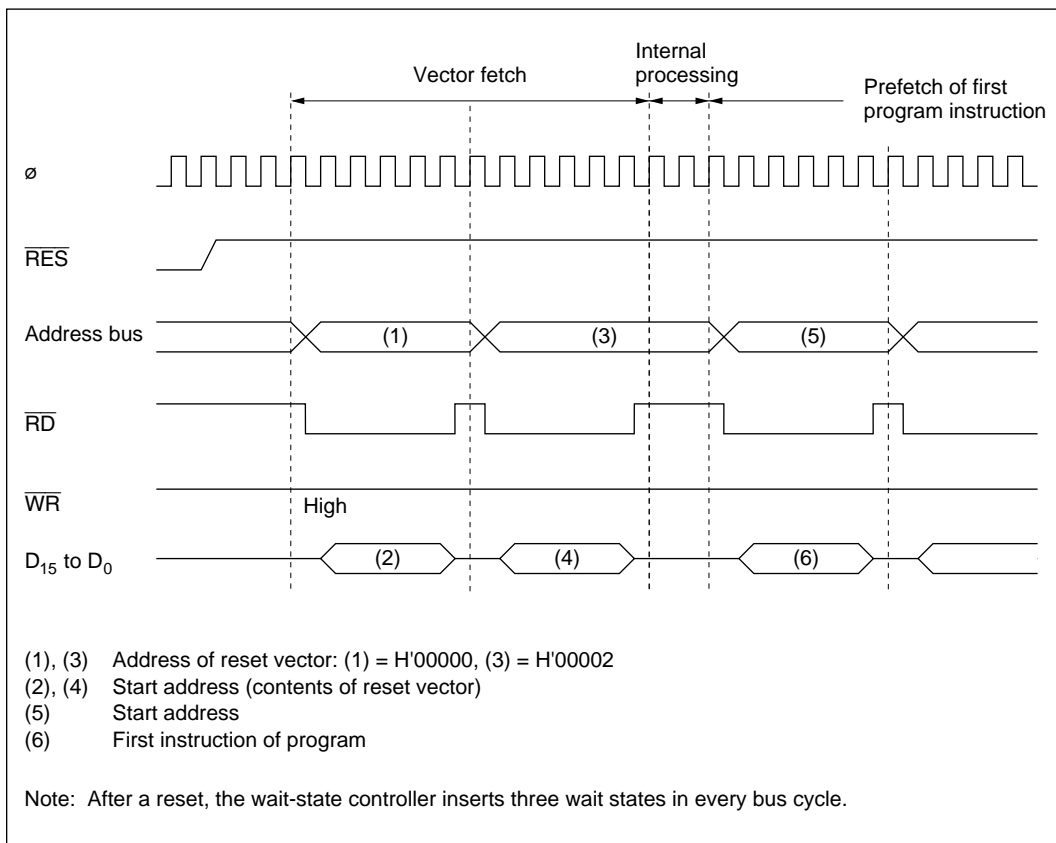 Vector fetch
Internal
processing
Prefetch of first
program instruction
ø
R̅E̅S̅
Address bus
(1)
(3)
(5)
R̅D̅
W̅R̅
High
D₁₅ to D₀
(2)
(4)
(6)
(1), (3) Address of reset vector: (1) = H'00000, (3) = H'00002
(2), (4) Start address (contents of reset vector)
(5) Start address
(6) First instruction of program
Note: After a reset, the wait-state controller inserts three wait states in every bus cycle.